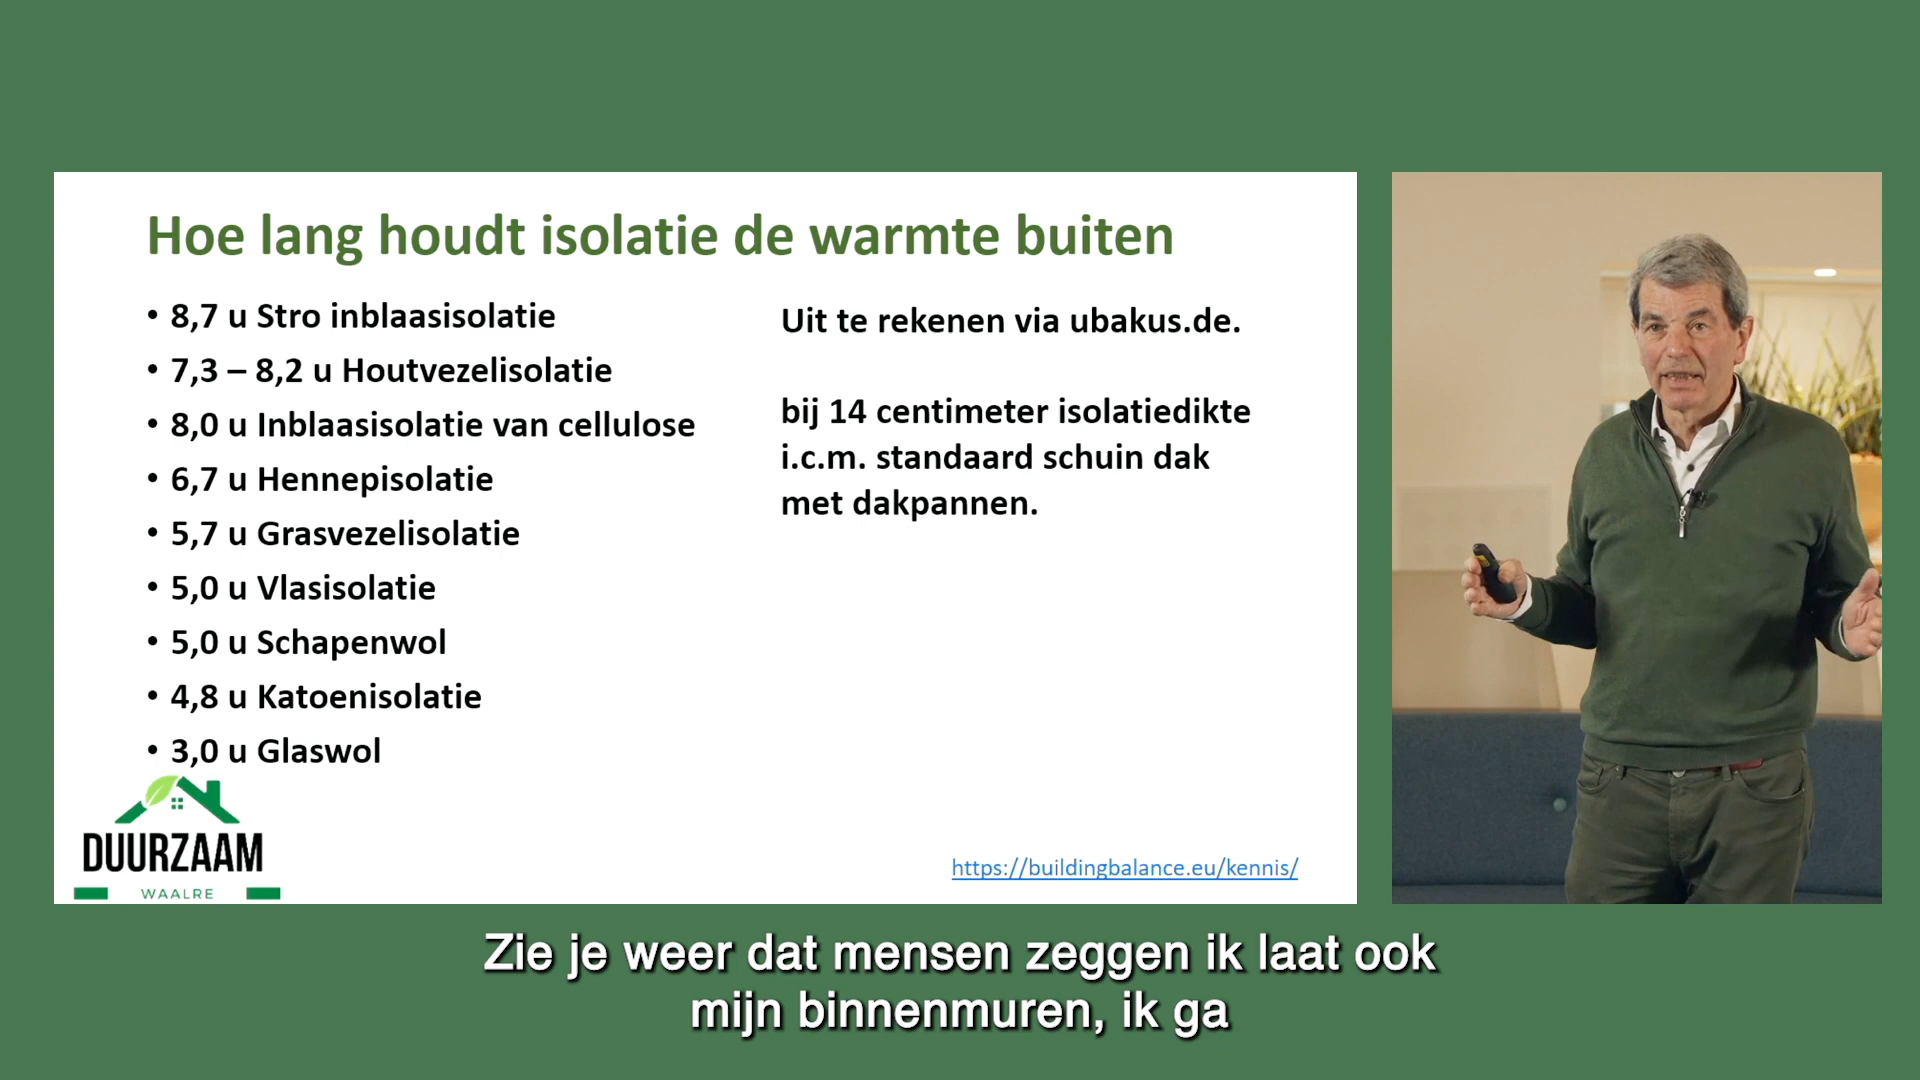 Hoe lang houdt isolatie de warmte buiten
• 8,7 u Stro inblaasisolatie
• 7,3 – 8,2 u Houtvezelisolatie
• 8,0 u Inblaasisolatie van cellulose
• 6,7 u Hennepisolatie
• 5,7 u Grasvezelisolatie
• 5,0 u Vlasisolatie
• 5,0 u Schapenwol
• 4,8 u Katoenisolatie
• 3,0 u Glaswol
Uit te rekenen via ubakus.de.
bij 14 centimeter isolatiedikte
i.c.m. standaard schuin dak
met dakpannen.
DUURZAAM
WAALRE
https://buildingbalance.eu/kennis/
Zie je weer dat mensen zeggen ik laat ook
mijn binnenmuren, ik ga